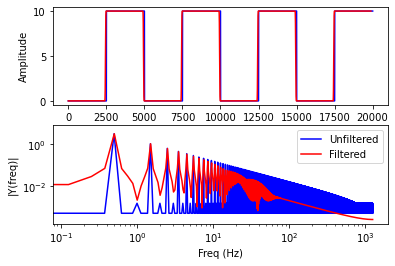 10
5
0
Amplitude
0 2500 5000 7500 10000 12500 15000 17500 20000
10⁰
10⁻²
|Y(freq)|
Unfiltered
Filtered
10⁻¹ 10⁰ 10¹ 10² 10³
Freq (Hz)